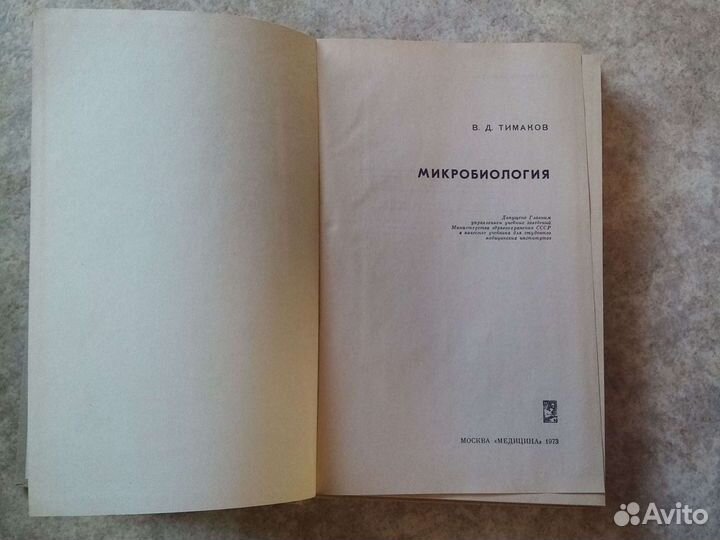 В. Д. ТИМАКОВ
МИКРОБИОЛОГИЯ
Допущено Главным
управлением учебных заведений
Министерства здравоохранения СССР
в качестве учебника для студентов
медицинских институтов
МОСКВА «МЕДИЦИНА» 1973
Avito